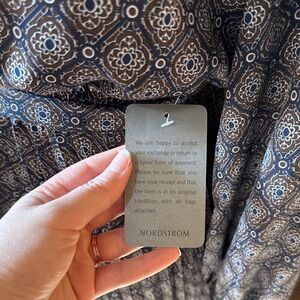 We are happy to accept
your exchange or return to
original form of payment.
Please be sure that you
have your receipt and that
the item is in its original
condition with all tags
attached.
NORDSTROM